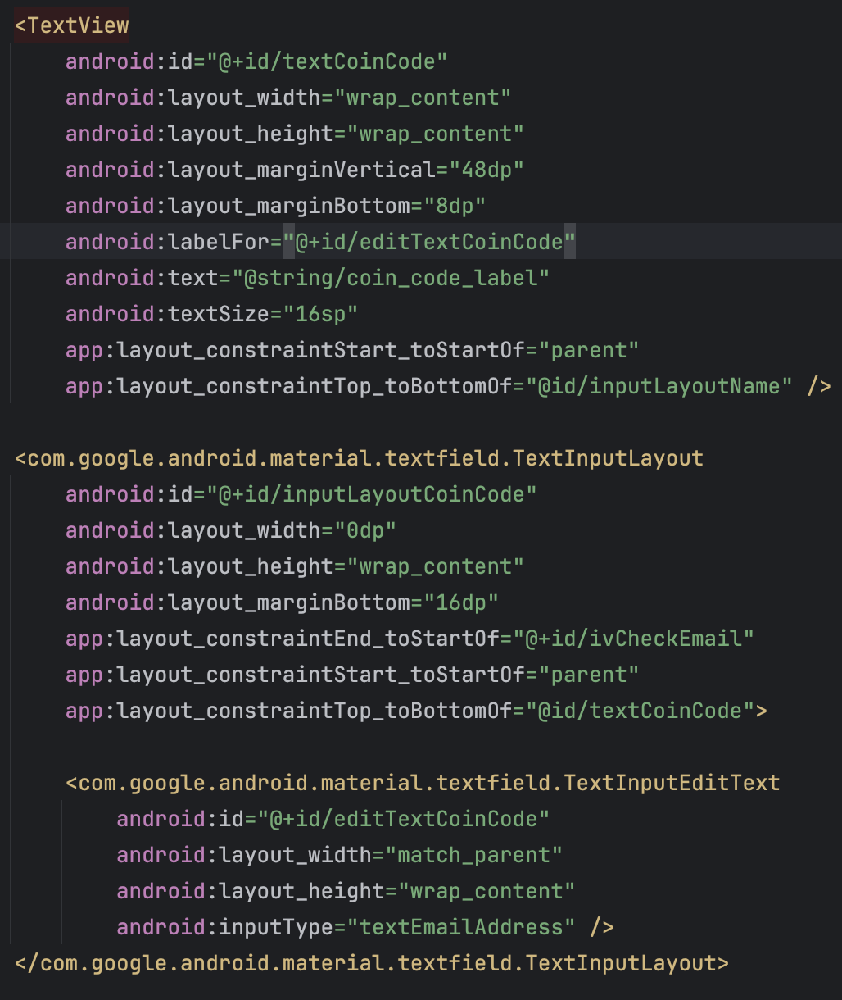 <TextView
android:id="@+id/textCoinCode"
android:layout_width="wrap_content"
android:layout_height="wrap_content"
android:layout_marginVertical="48dp"
android:layout_marginBottom="8dp"
android:labelFor="@+id/editTextCoinCode"
android:text="@string/coin_code_label"
android:textSize="16sp"
app:layout_constraintStart_toStartOf="parent"
app:layout_constraintTop_toBottomOf="@id/inputLayoutName" />
<com.google.android.material.textfield.TextInputLayout
android:id="@+id/inputLayoutCoinCode"
android:layout_width="0dp"
android:layout_height="wrap_content"
android:layout_marginBottom="16dp"
app:layout_constraintEnd_toStartOf="@+id/ivCheckEmail"
app:layout_constraintStart_toStartOf="parent"
app:layout_constraintTop_toBottomOf="@id/textCoinCode">
<com.google.android.material.textfield.TextInputEditText
android:id="@+id/editTextCoinCode"
android:layout_width="match_parent"
android:layout_height="wrap_content"
android:inputType="textEmailAddress" />
</com.google.android.material.textfield.TextInputLayout>